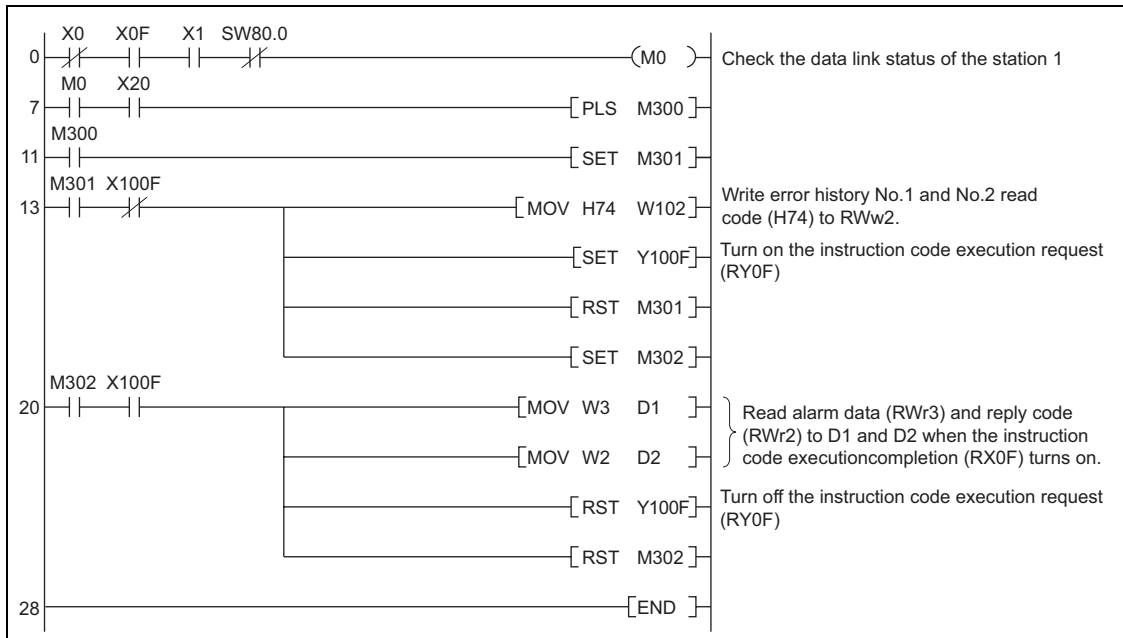 X0 X0F X1 SW80.0
0 M0 Check the data link status of the station 1
M0 X20
7 PLS M300
M300
11 SET M301
M301 X100F
13 MOV H74 W102 Write error history No.1 and No.2 read
code (H74) to RWw2.
SET Y100F Turn on the instruction code execution request
(RY0F)
RST M301
SET M302
M302 X100F
20 MOV W3 D1 Read alarm data (RWr3) and reply code
(RWr2) to D1 and D2 when the instruction
MOV W2 D2 code executioncompletion (RX0F) turns on.
RST Y100F Turn off the instruction code execution request
(RY0F)
RST M302
28 END